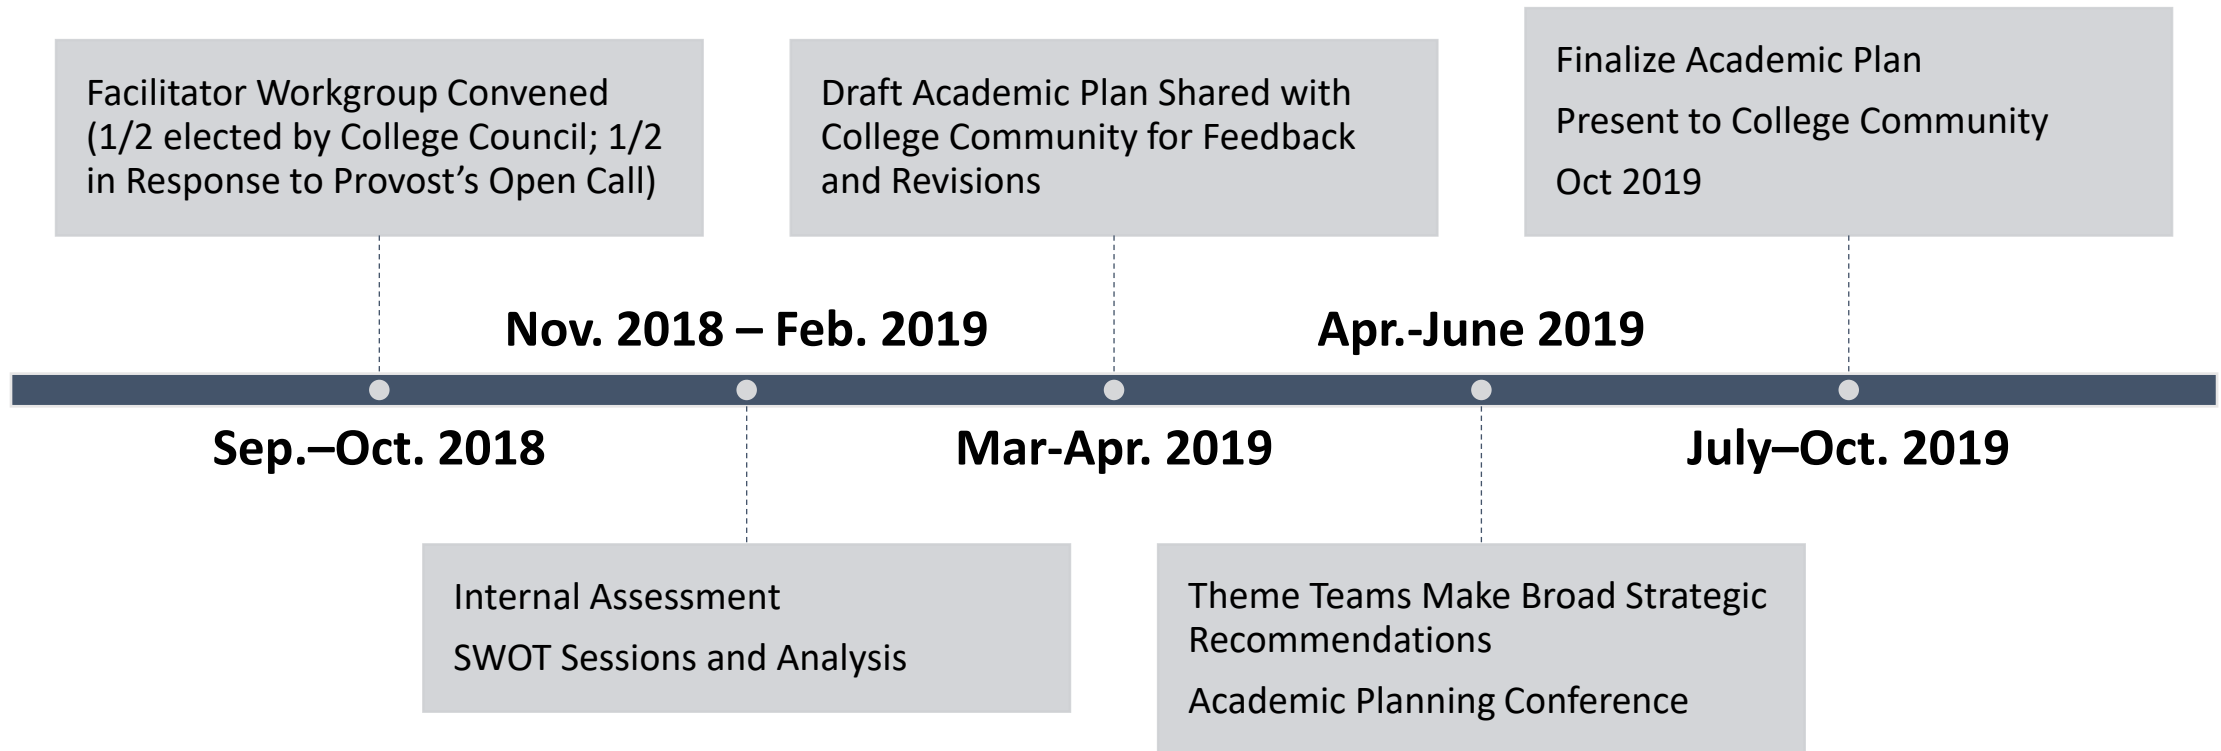 Facilitator Workgroup Convened
(1/2 elected by College Council; 1/2
in Response to Provost’s Open Call)
Draft Academic Plan Shared with
College Community for Feedback
and Revisions
Finalize Academic Plan
Present to College Community
Oct 2019
Nov. 2018 – Feb. 2019
Apr.-June 2019
Sep.–Oct. 2018
Mar-Apr. 2019
July–Oct. 2019
Internal Assessment
SWOT Sessions and Analysis
Theme Teams Make Broad Strategic
Recommendations
Academic Planning Conference